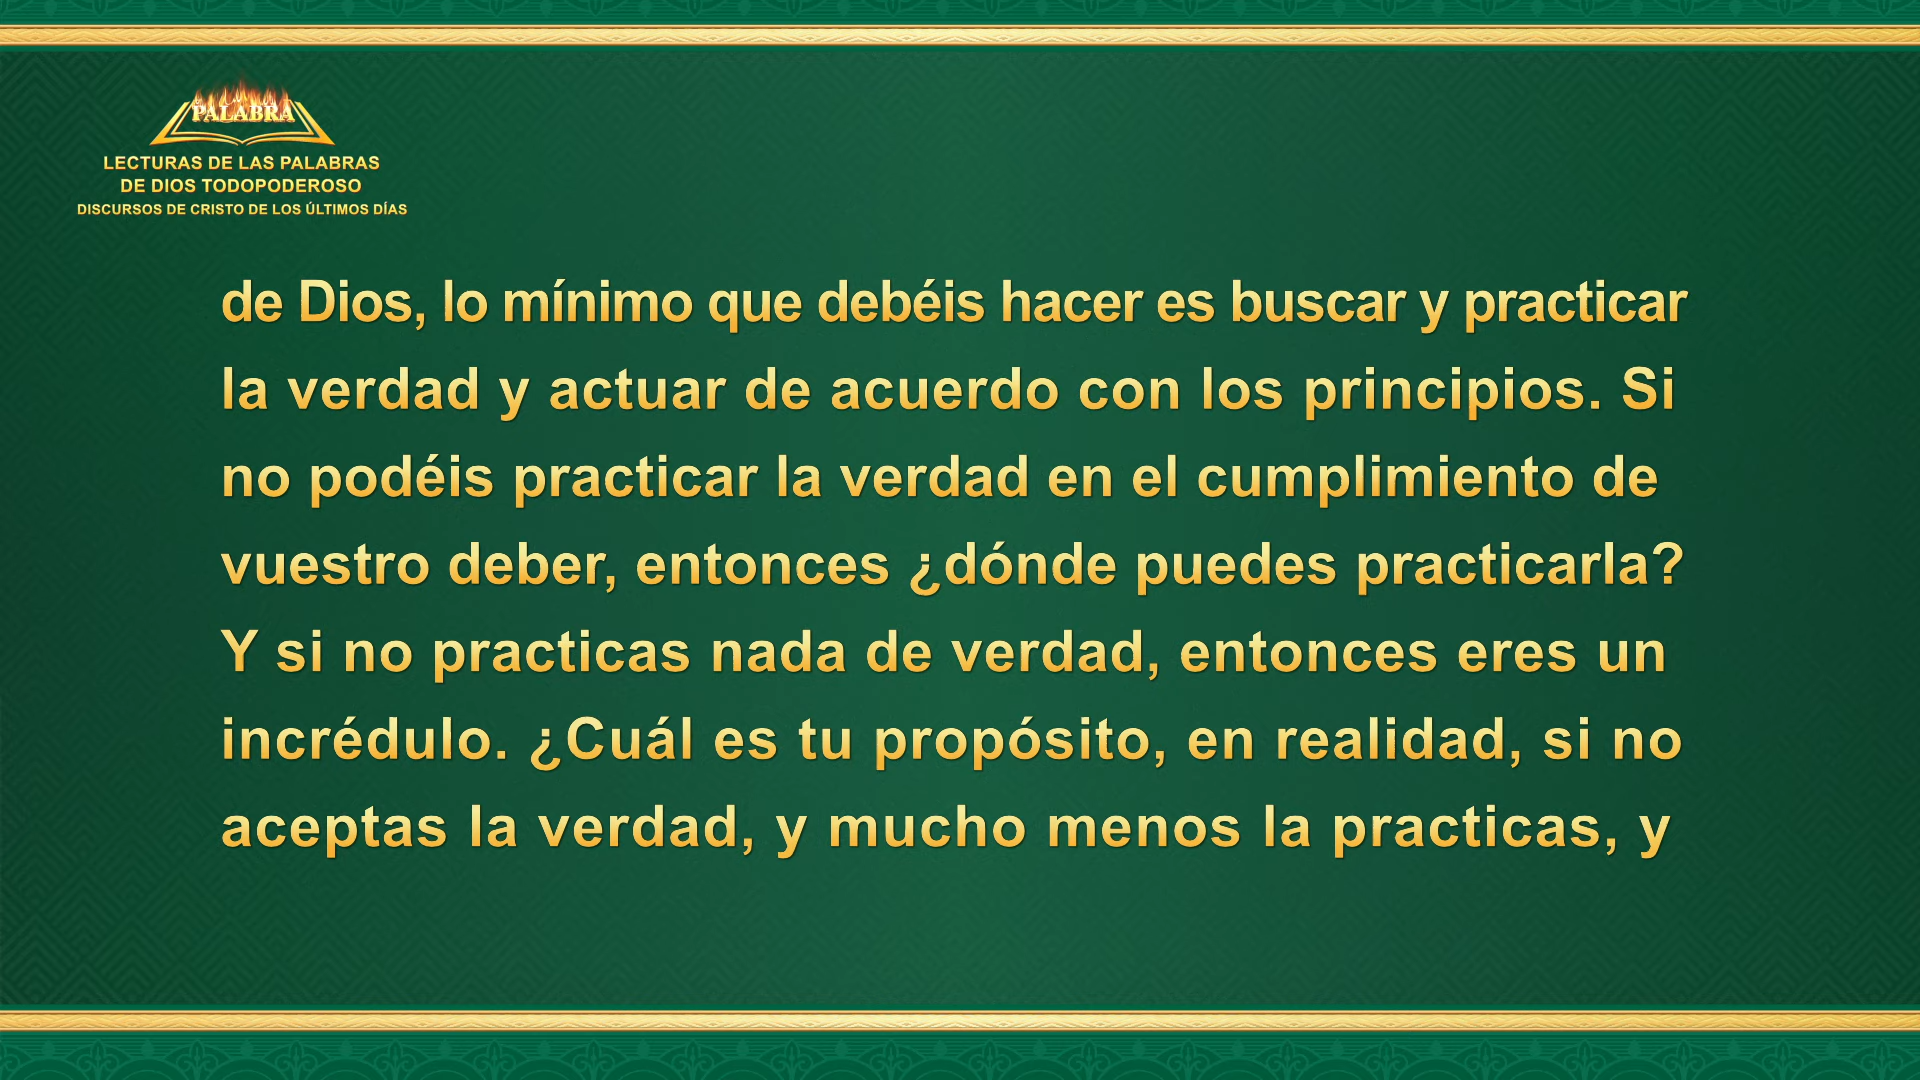 PALABRA
LECTURAS DE LAS PALABRAS
DE DIOS TODOPODEROSO
DISCURSOS DE CRISTO DE LOS ÚLTIMOS DÍAS
de Dios, lo mínimo que debéis hacer es buscar y practicar
la verdad y actuar de acuerdo con los principios. Si
no podéis practicar la verdad en el cumplimiento de
vuestro deber, entonces ¿dónde puedes practicarla?
Y si no practicas nada de verdad, entonces eres un
incrédulo. ¿Cuál es tu propósito, en realidad, si no
aceptas la verdad, y mucho menos la practicas, y